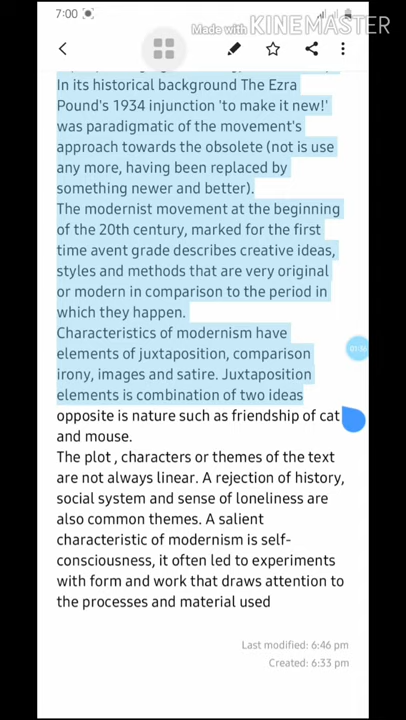 7:00
Made with KINEMASTER
In its historical background The Ezra
Pound's 1934 injunction 'to make it new!'
was paradigmatic of the movement's
approach towards the obsolete (not is use
any more, having been replaced by
something newer and better).
The modernist movement at the beginning
of the 20th century, marked for the first
time avent grade describes creative ideas,
styles and methods that are very original
or modern in comparison to the period in
which they happen.
Characteristics of modernism have
elements of juxtaposition, comparison
irony, images and satire. Juxtaposition
elements is combination of two ideas
opposite is nature such as friendship of cat
and mouse.
The plot , characters or themes of the text
are not always linear. A rejection of history,
social system and sense of loneliness are
also common themes. A salient
characteristic of modernism is self-
consciousness, it often led to experiments
with form and work that draws attention to
the processes and material used
Last modified: 6:46 pm
Created: 6:33 pm